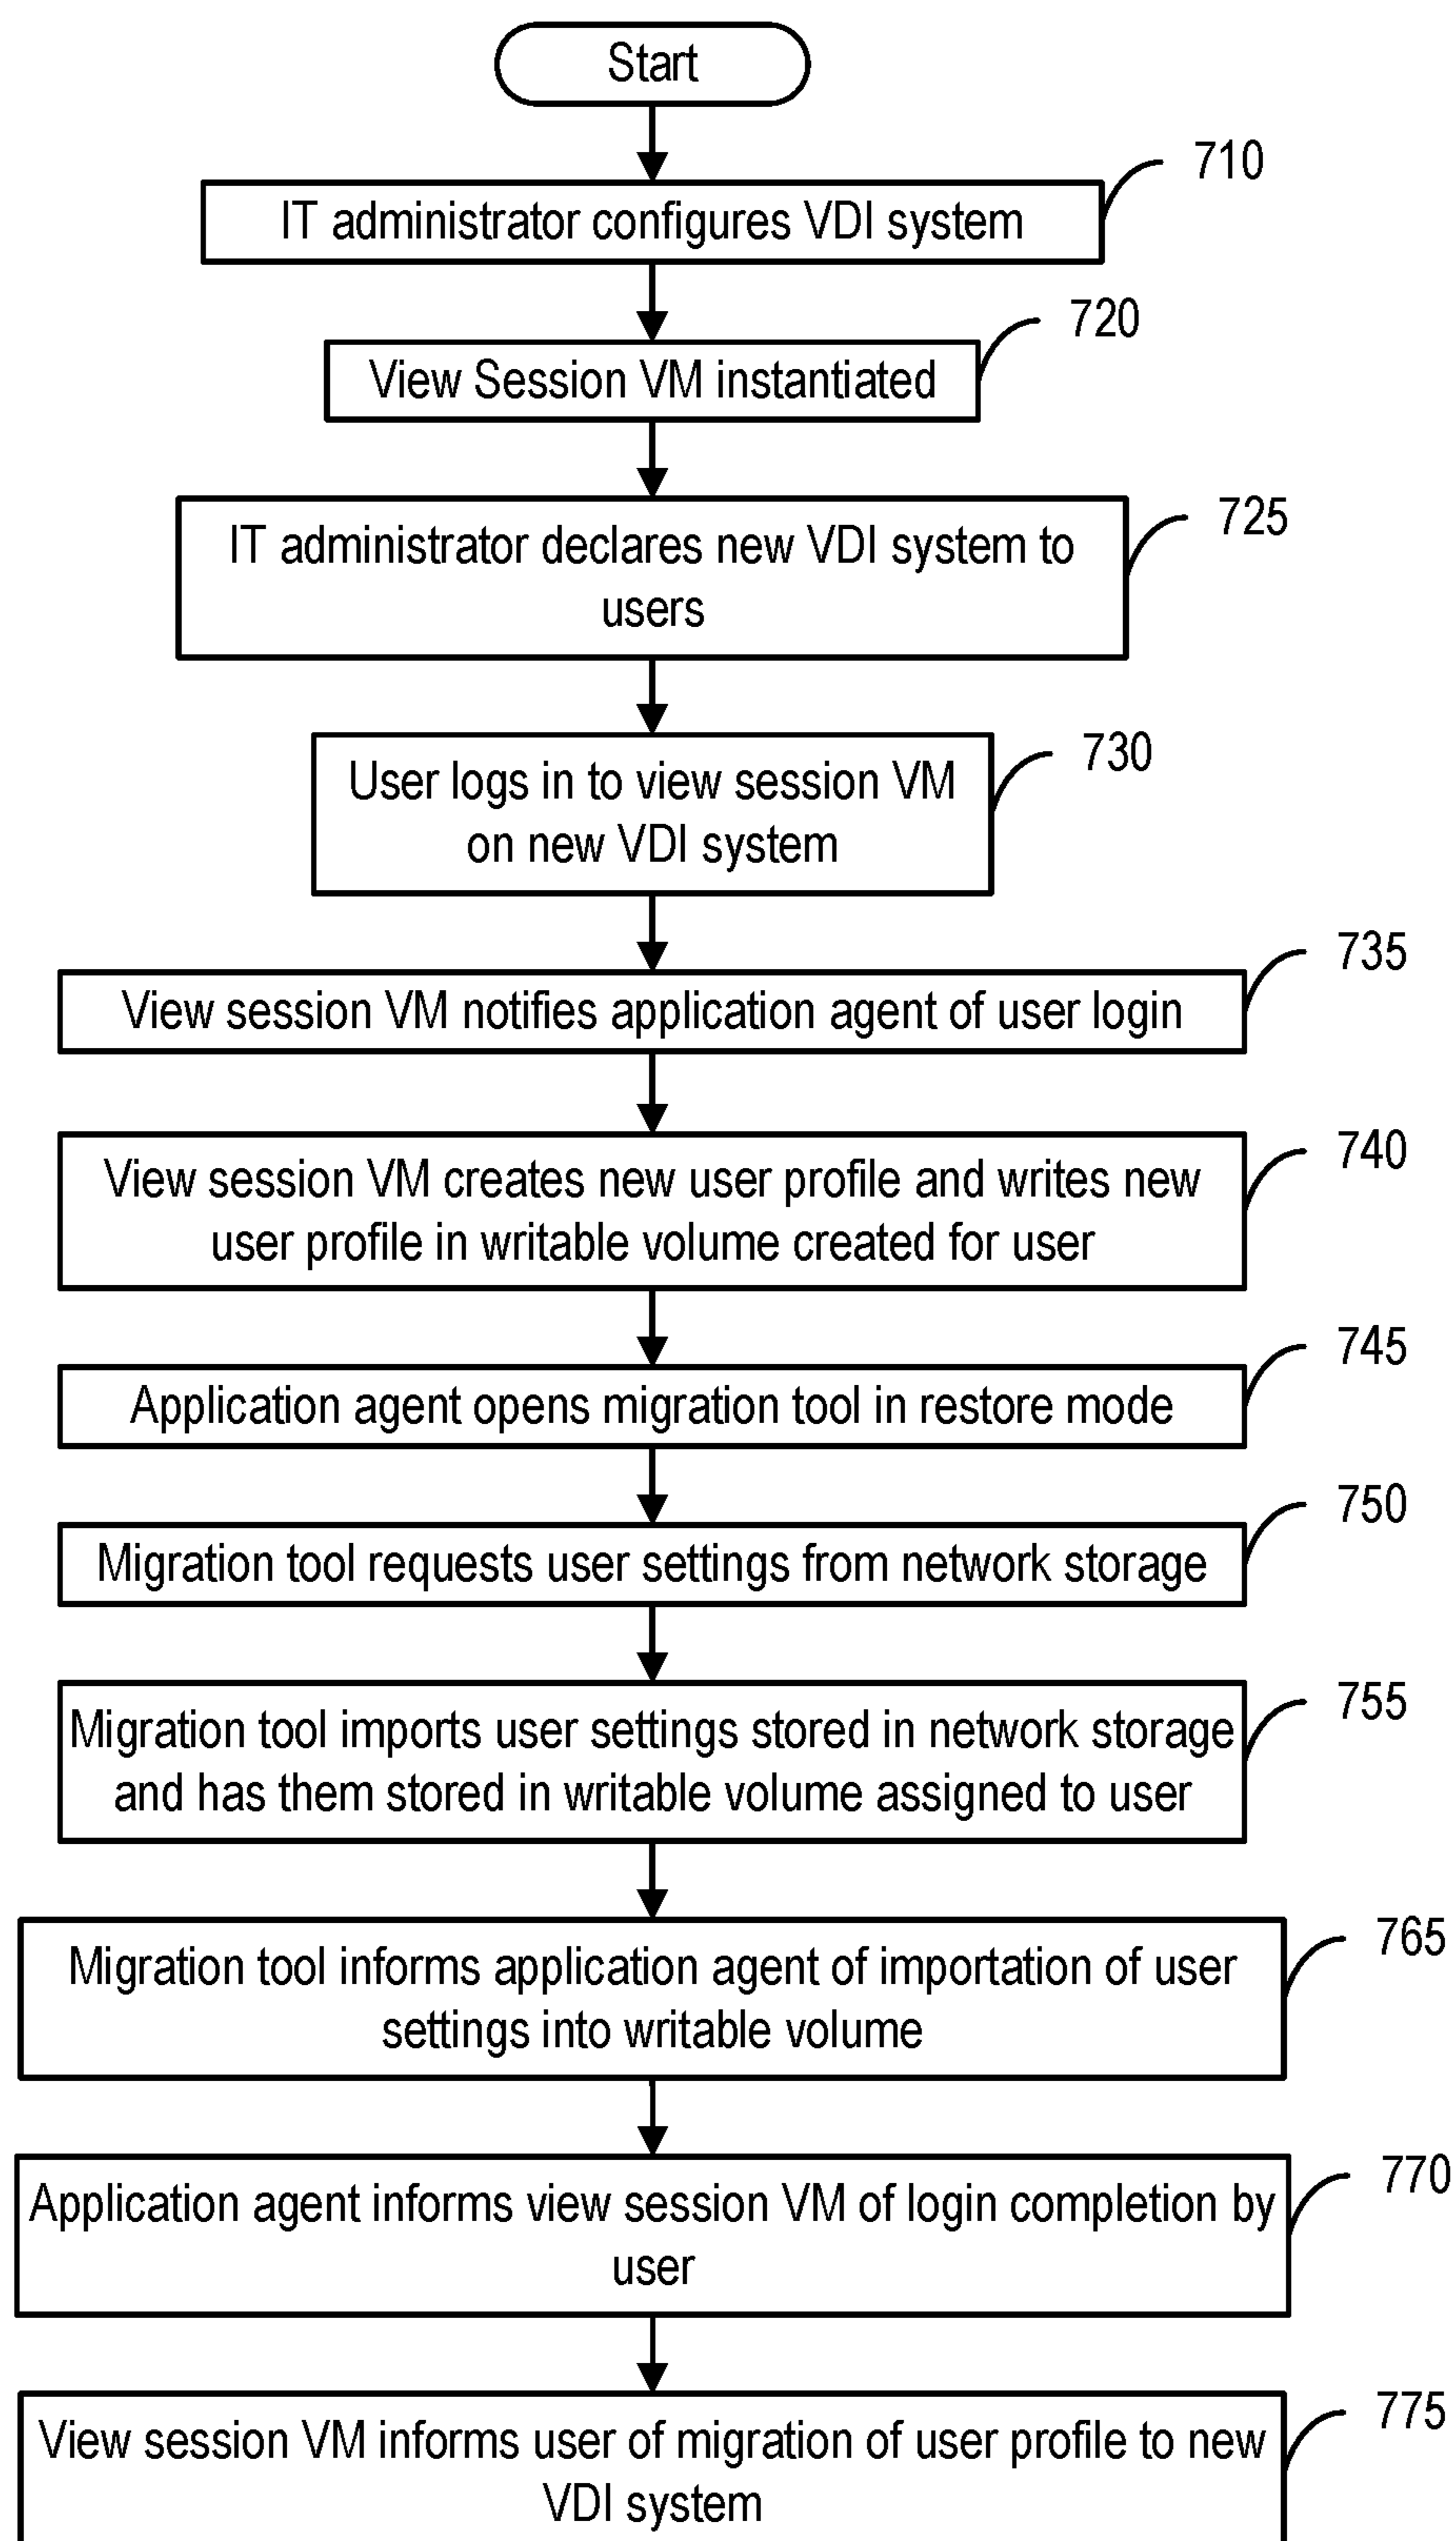 Start
710
IT administrator configures VDI system
720
View Session VM instantiated
725
IT administrator declares new VDI system to
users
730
User logs in to view session VM
on new VDI system
735
View session VM notifies application agent of user login
740
View session VM creates new user profile and writes new
user profile in writable volume created for user
745
Application agent opens migration tool in restore mode
750
Migration tool requests user settings from network storage
755
Migration tool imports user settings stored in network storage
and has them stored in writable volume assigned to user
765
Migration tool informs application agent of importation of user
settings into writable volume
770
Application agent informs view session VM of login completion by
user
775
View session VM informs user of migration of user profile to new
VDI system